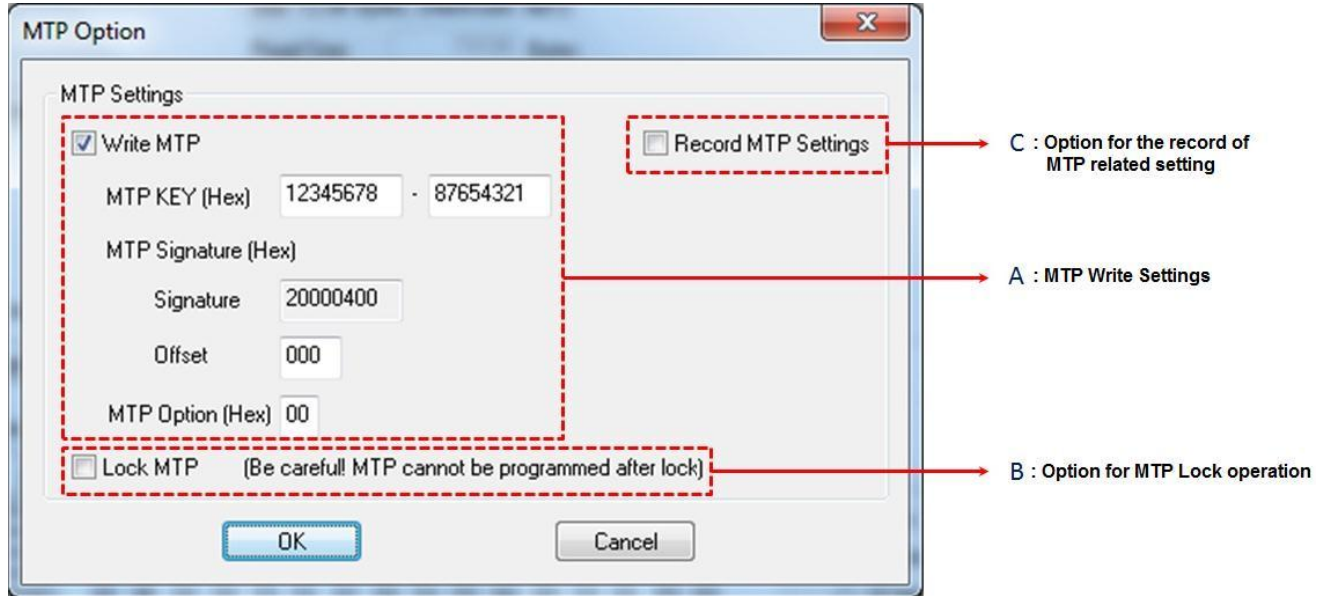 MTP Option
MTP Settings
Write MTP
Record MTP Settings
MTP KEY (Hex) 12345678 - 87654321
MTP Signature (Hex)
Signature 20000400
Offset 000
MTP Option (Hex) 00
Lock MTP (Be careful! MTP cannot be programmed after lock)
OK Cancel
C : Option for the record of
MTP related setting
A : MTP Write Settings
B : Option for MTP Lock operation